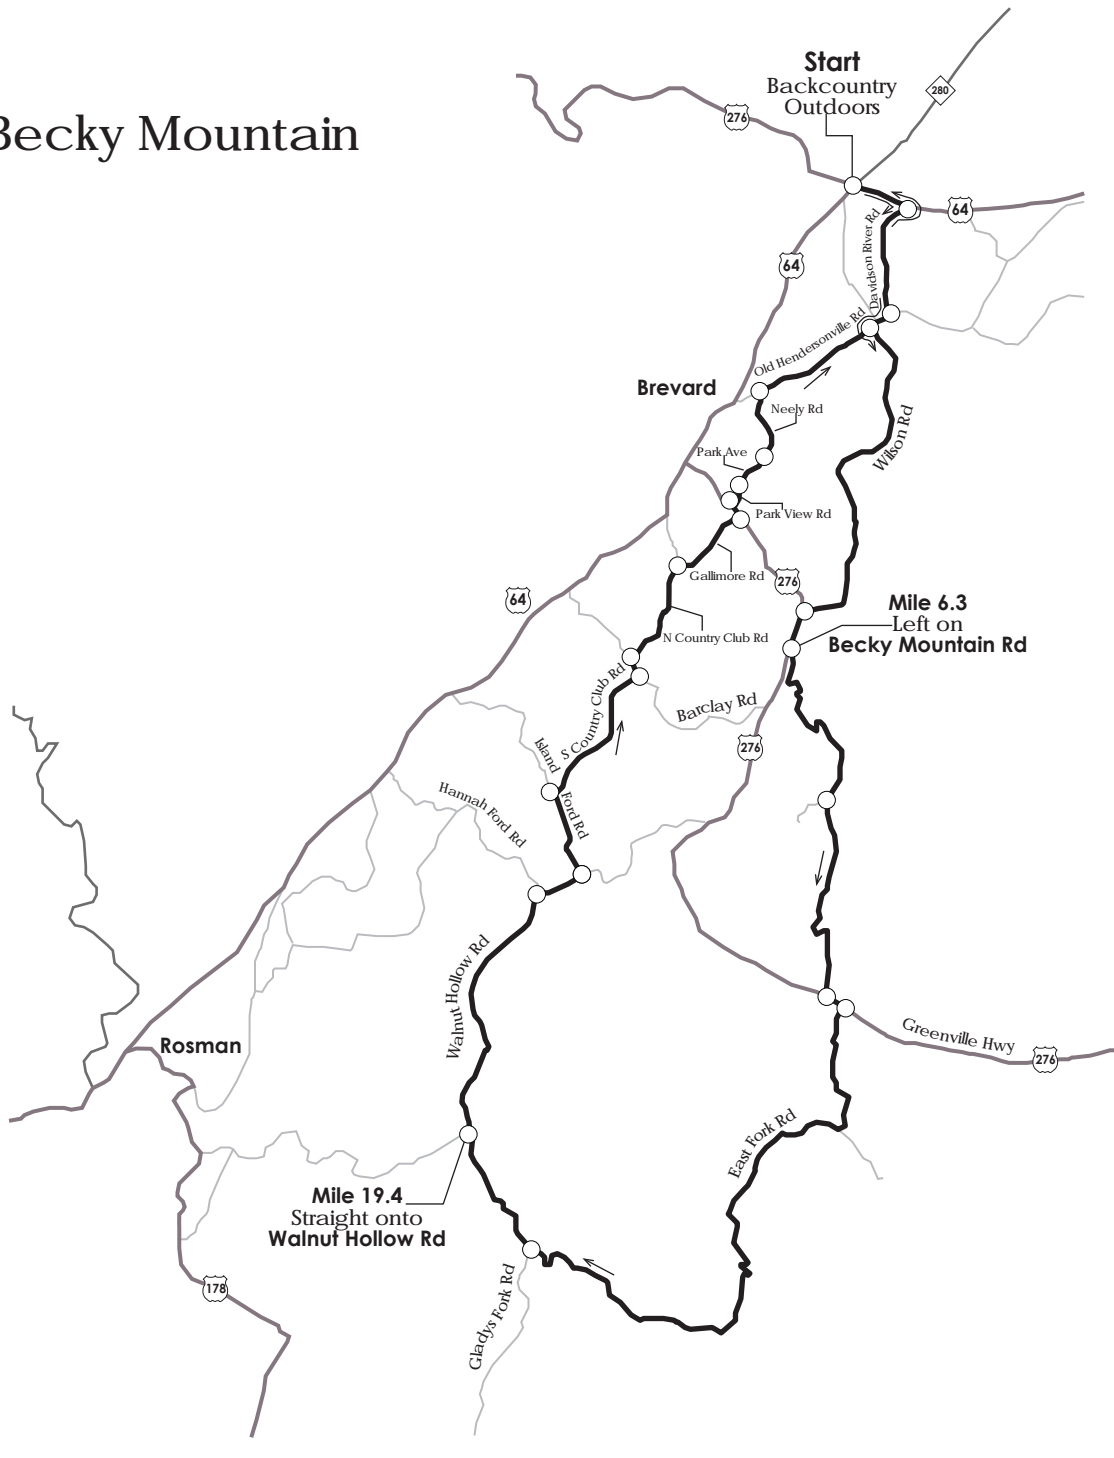 Start
Backcountry
Outdoors
280
276
Becky Mountain
64
Davidson River Rd
64
Old Hendersonville Rd
Brevard
Neely Rd
Wilson Rd
Park Ave
Park View Rd
Gallimore Rd
276
64
Mile 6.3
Left on
Becky Mountain Rd
N Country Club Rd
S Country Club Rd
Barclay Rd
276
Island
Ford Rd
Hannah Ford Rd
Walnut Hollow Rd
Rosman
Greenville Hwy
276
East Fork Rd
Mile 19.4
Straight onto
Walnut Hollow Rd
178
Gladys Fork Rd